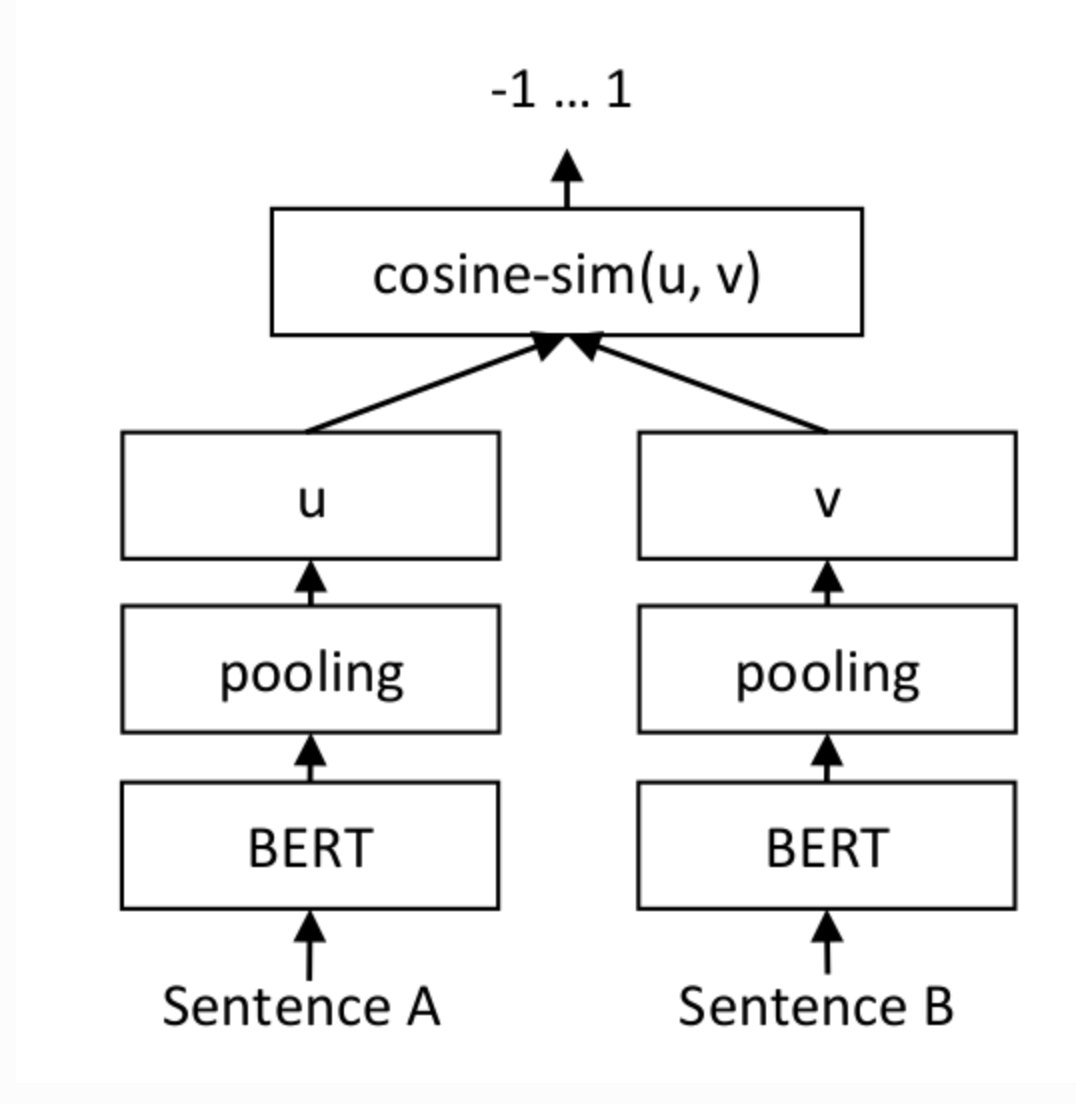 -1 ... 1
cosine-sim(u, v)
u
v
pooling
pooling
BERT
BERT
Sentence A
Sentence B